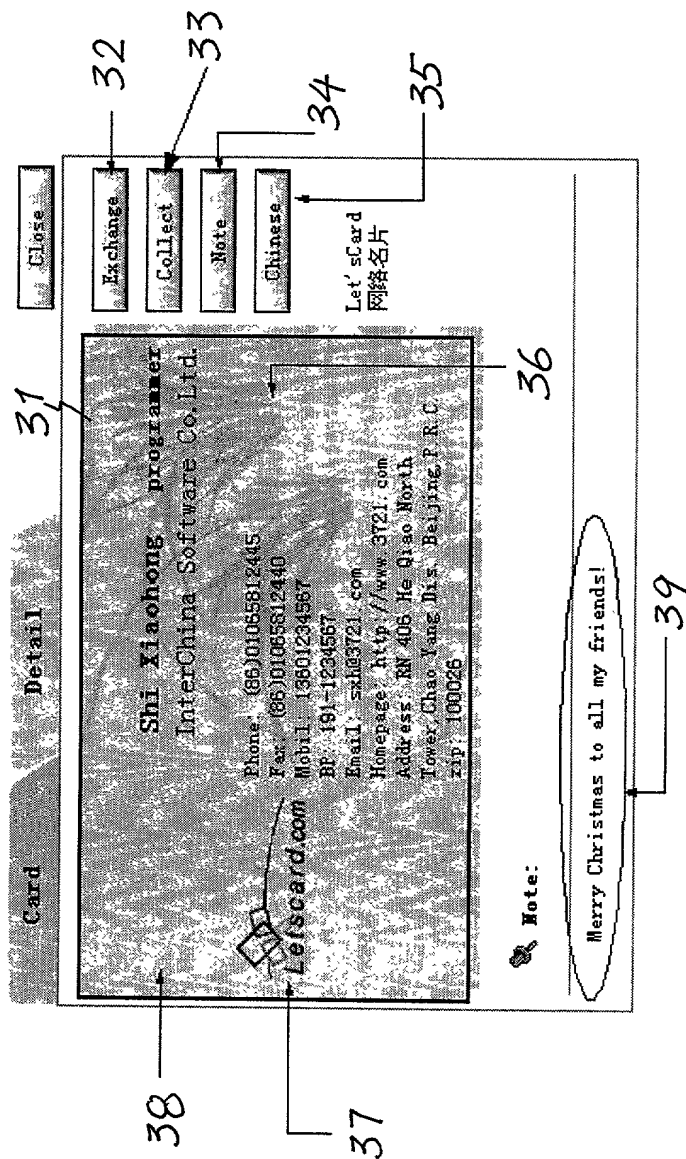 Card
Detail
Close
31
Shi Xiaohong programmer
InterChina Software Co.Ltd.
Phone: (86)01065812445
Fax: (86)01065812440
Mobil: 13601234567
BP: 191-1234567
Email: sxh@3721.com
Homepage: http://www.3721.com
Address: RN 406 He Qiao North
Tower,Chao Yang Dis. Beijing,P.R.C.
zip: 100026
Letscard.com
Exchange
Collect
Note
Chinese
Let'sCard
网络名片
32
33
34
35
36
37
38
Note:
Merry Christmas to all my friends!
39